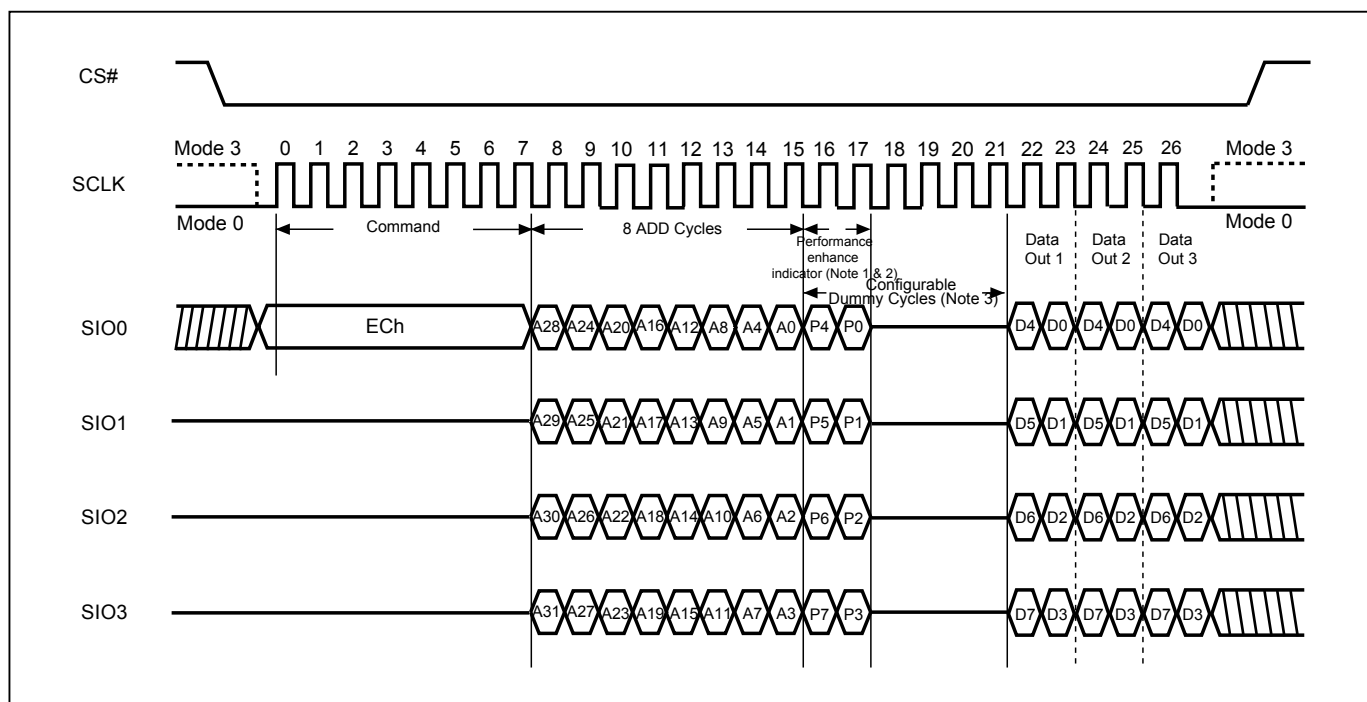 CS#
Mode 3 0 1 2 3 4 5 6 7 8 9 10 11 12 13 14 15 16 17 18 19 20 21 22 23 24 25 26 Mode 3
SCLK
Mode 0 Mode 0
Command 8 ADD Cycles
Performance
enhance
indicator (Note 1 & 2)
Data
Out 1
Data
Out 2
Data
Out 3
Configurable
Dummy Cycles (Note 3)
SIO0 ECh A28 A24 A20 A16 A12 A8 A4 A0 P4 P0 D4 D0 D4 D0 D4 D0
SIO1 A29 A25 A21 A17 A13 A9 A5 A1 P5 P1 D5 D1 D5 D1 D5 D1
SIO2 A30 A26 A22 A18 A14 A10 A6 A2 P6 P2 D6 D2 D6 D2 D6 D2
SIO3 A31 A27 A23 A19 A15 A11 A7 A3 P7 P3 D7 D3 D7 D3 D7 D3